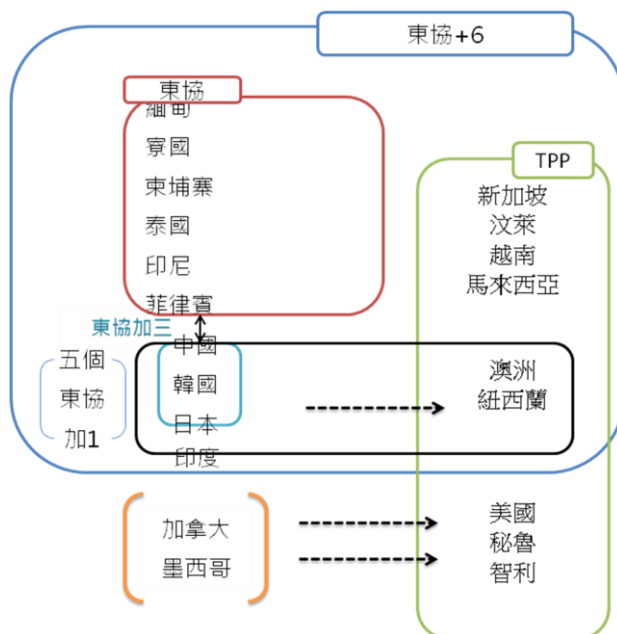 東協+6
東協
緬甸
寮國
柬埔寨
泰國
印尼
菲律賓
TPP
新加坡
汶萊
越南
馬來西亞
東協加三
五個
東協
加1
中國
韓國
日本
印度
澳洲
紐西蘭
加拿大
墨西哥
美國
秘魯
智利